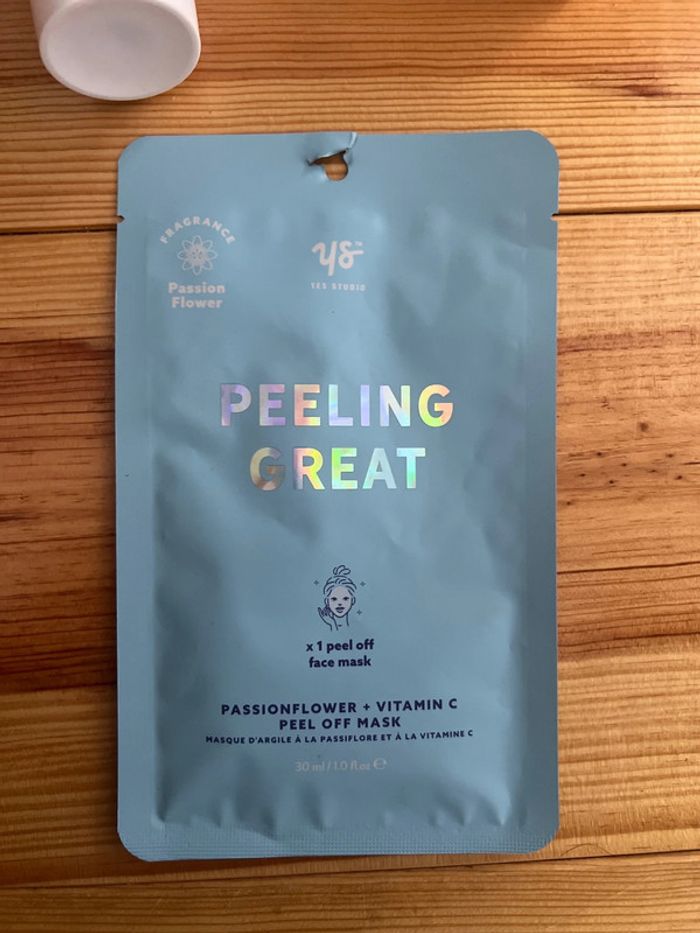 FRAGRANCE
Passion
Flower
ys™
YES STUDIO
PEELING
GREAT
x 1 peel off
face mask
PASSIONFLOWER + VITAMIN C
PEEL OFF MASK
MASQUE D'ARGILE À LA PASSIFLORE ET À LA VITAMINE C
30 ml / 1.0 fl.oz ℮